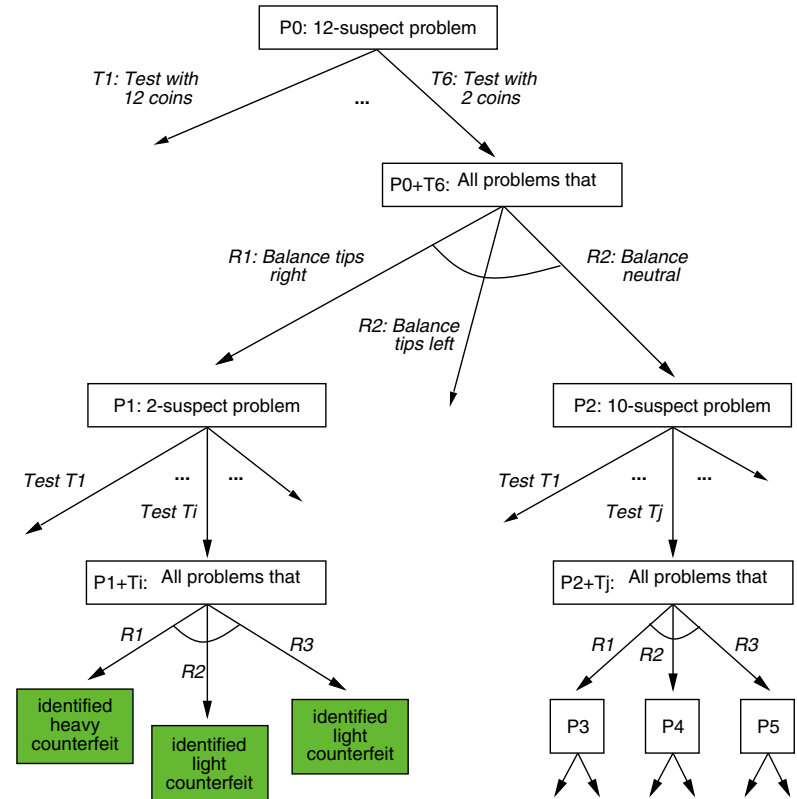 P0: 12-suspect problem
T1: Test with
12 coins
...
T6: Test with
2 coins
P0+T6: All problems that
R1: Balance tips
right
R2: Balance
tips left
R2: Balance
neutral
P1: 2-suspect problem
P2: 10-suspect problem
Test T1
...
...
Test Ti
Test T1
...
...
Test Tj
P1+Ti: All problems that
P2+Tj: All problems that
R1
R2
R3
R1
R2
R3
identified
heavy
counterfeit
identified
light
counterfeit
identified
light
counterfeit
P3
P4
P5